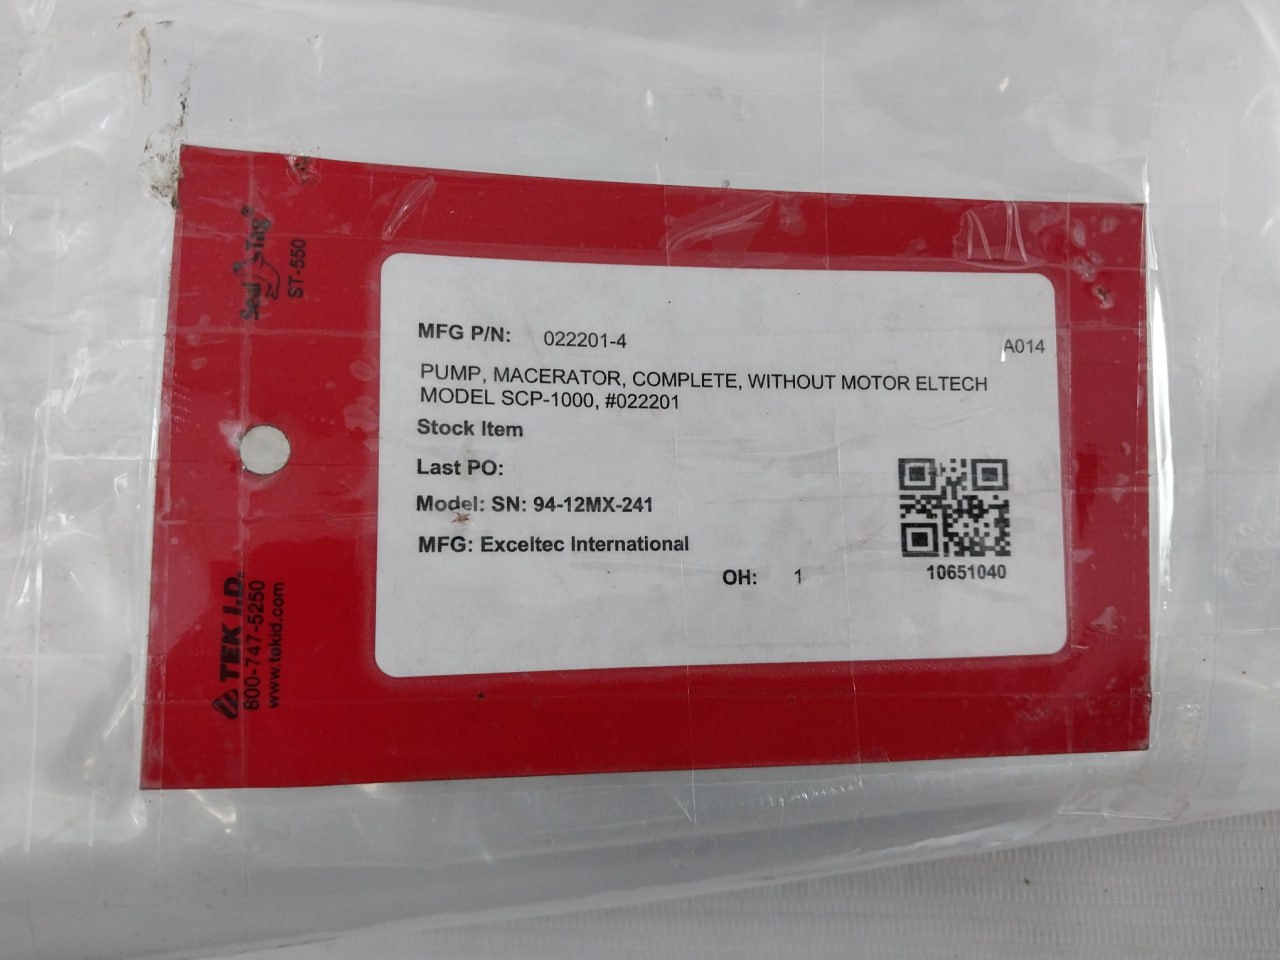 Seal Tag®
ST-550
MFG P/N: 022201-4
A014
PUMP, MACERATOR, COMPLETE, WITHOUT MOTOR ELTECH
MODEL SCP-1000, #022201
Stock Item
Last PO:
Model: SN: 94-12MX-241
MFG: Exceltec International
OH: 1
10651040
TEK I.D.®
800-747-5250
www.tekid.com